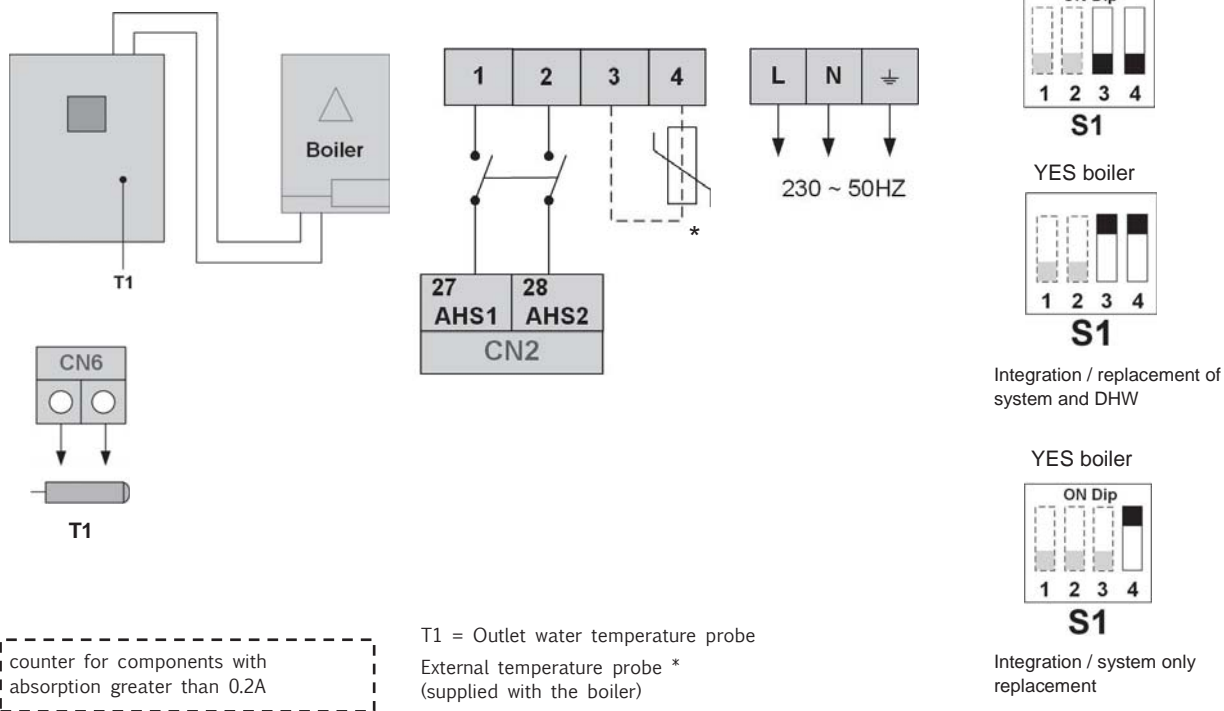 Boiler
T1
CN6
T1
1 2 3 4
*
27 28
AHS1 AHS2
CN2
L N
230 ~ 50HZ
ON Dip
1 2 3 4
S1
YES boiler
1 2 3 4
S1
Integration / replacement of
system and DHW
YES boiler
ON Dip
1 2 3 4
S1
Integration / system only
replacement
counter for components with
absorption greater than 0.2A
T1 = Outlet water temperature probe
External temperature probe *
(supplied with the boiler)